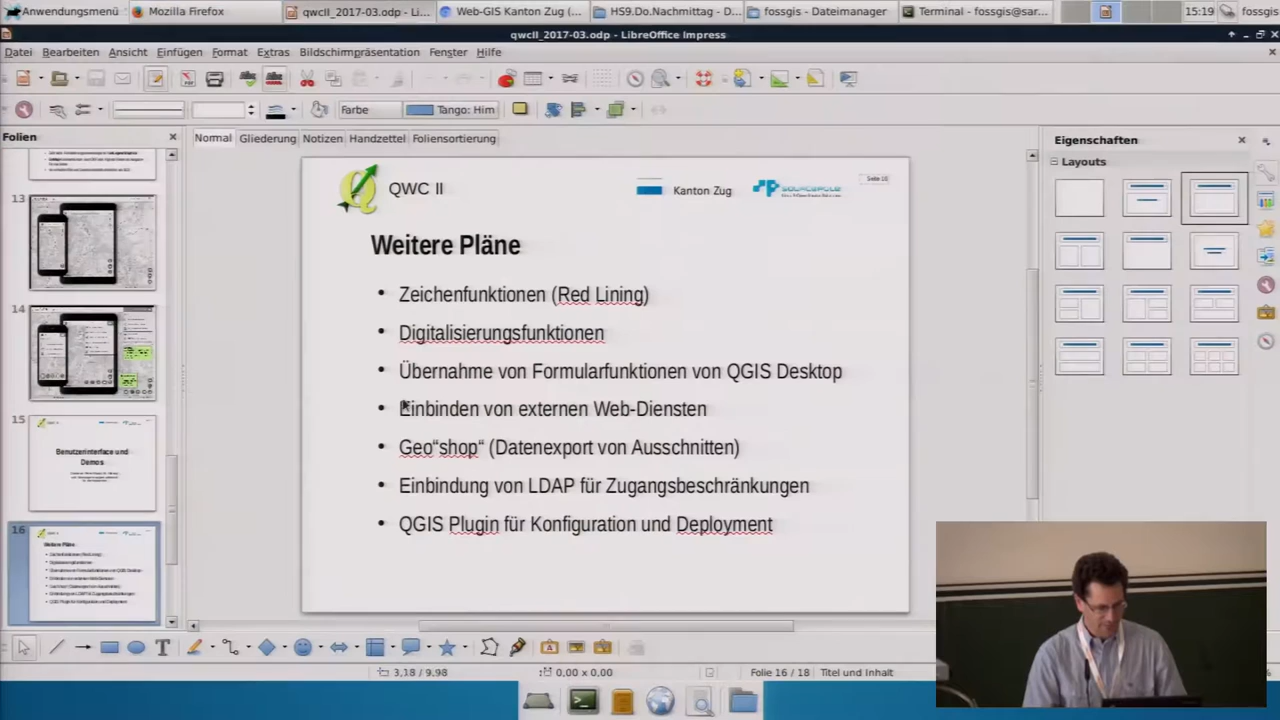 Anwendungsmenü
Mozilla Firefox
qwcII_2017-03.odp - Li...
Web-GIS Kanton Zug (...
HS9.Do.Nachmittag - D...
fossgis - Dateimanager
Terminal - fossgis@sar...
15:19
fossgis
qwcII_2017-03.odp - LibreOffice Impress
Datei Bearbeiten Ansicht Einfügen Format Extras Bildschirmpräsentation Fenster Hilfe
Farbe
Tango: Him
Folien
Normal Gliederung Notizen Handzettel Foliensortierung
Eigenschaften
Layouts
13
14
15
Benutzerinterface und
Demos
16
QWC II
Kanton Zug
SOURCEPOLE
Weitere Pläne
• Zeichenfunktionen (Red Lining)
• Digitalisierungsfunktionen
• Übernahme von Formularfunktionen von QGIS Desktop
• Einbinden von externen Web-Diensten
• Geo“shop“ (Datenexport von Ausschnitten)
• Einbindung von LDAP für Zugangsbeschränkungen
• QGIS Plugin für Konfiguration und Deployment
3,18 / 9,98
0,00 x 0,00
Folie 16 / 18
Titel und Inhalt